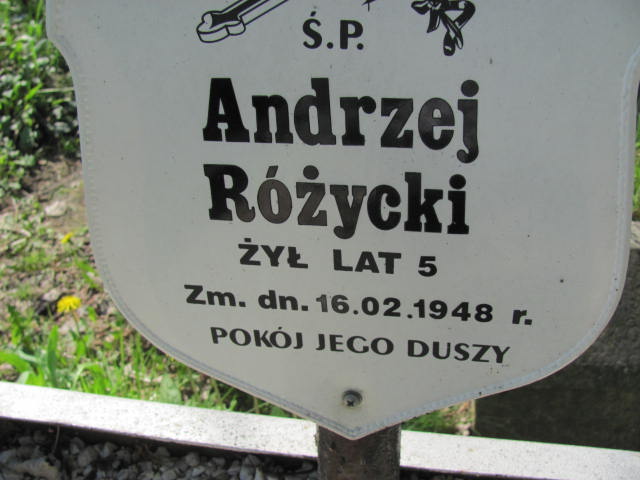 Ś.P.
Andrzej
Różycki
ŻYŁ LAT 5
Zm. dn. 16.02.1948 r.
POKÓJ JEGO DUSZY